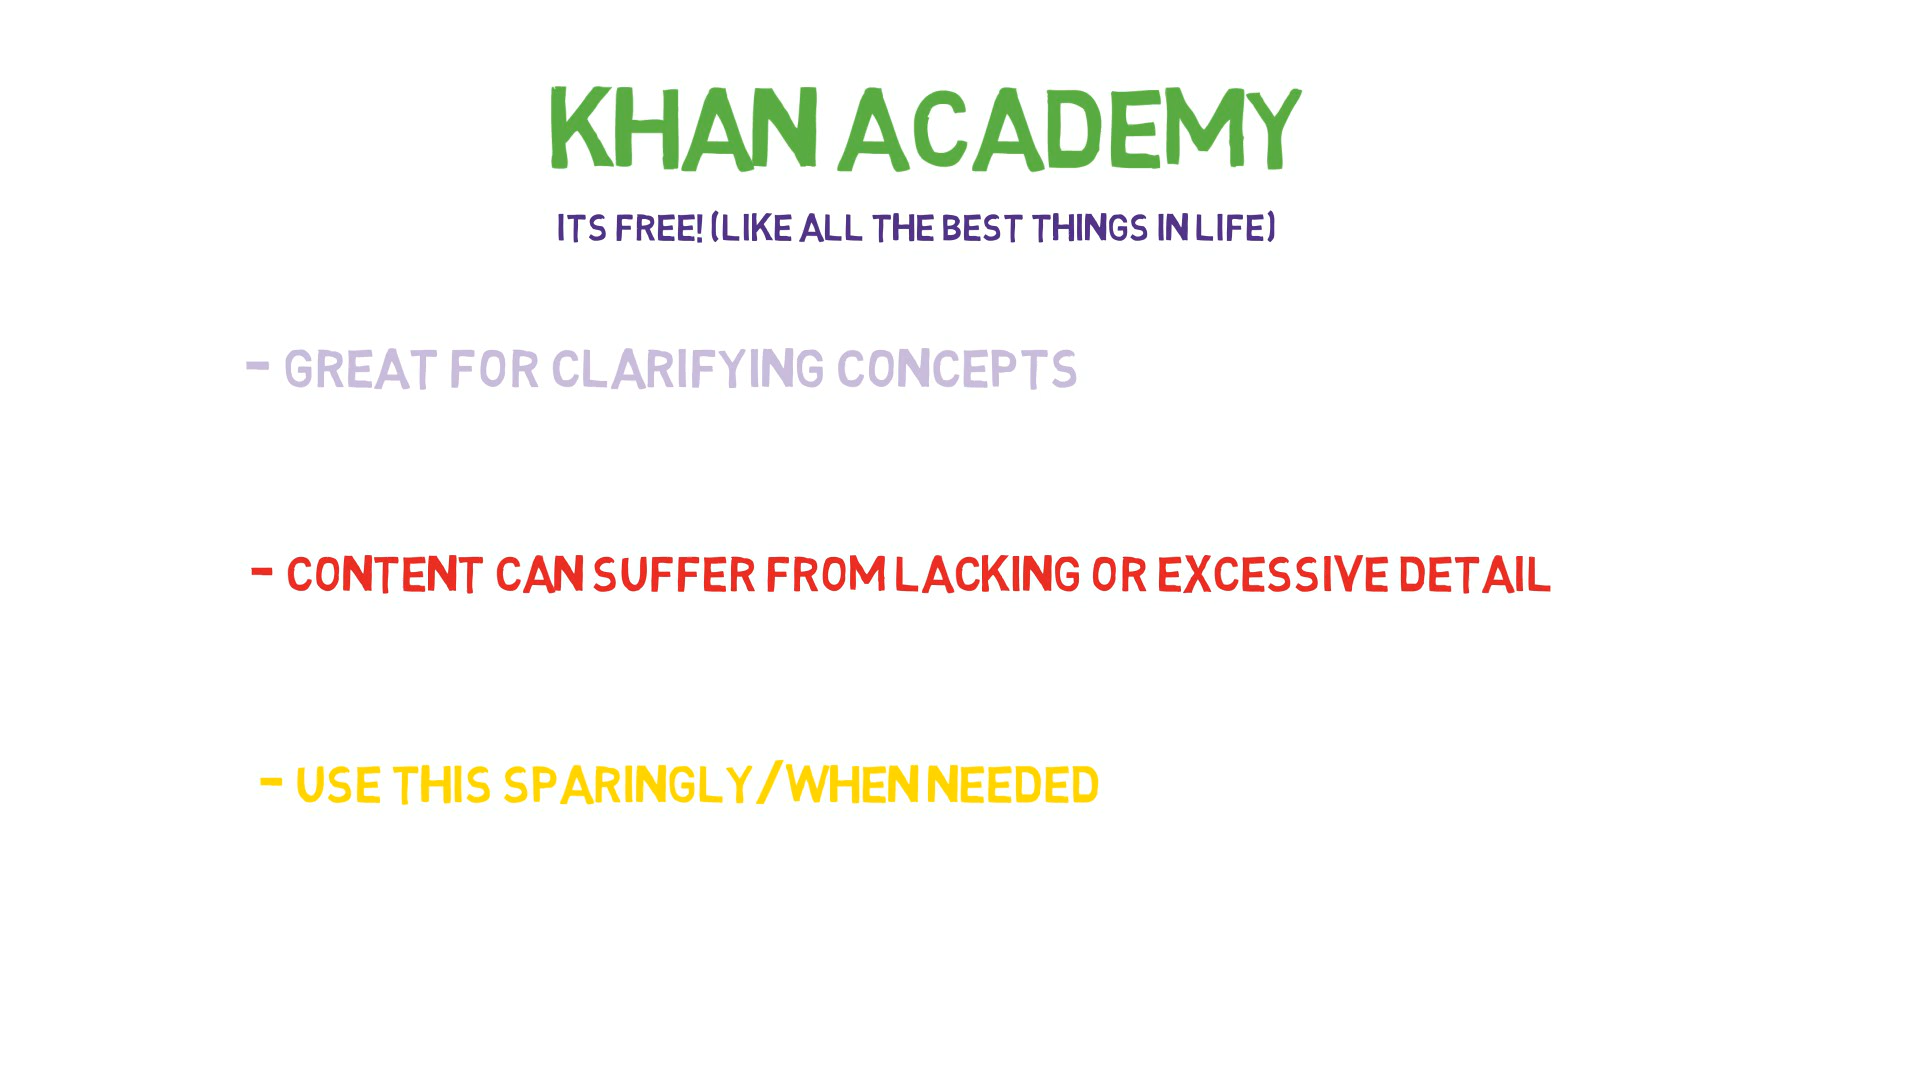 KHAN ACADEMY
ITS FREE! (LIKE ALL THE BEST THINGS IN LIFE)
- GREAT FOR CLARIFYING CONCEPTS
- CONTENT CAN SUFFER FROM LACKING OR EXCESSIVE DETAIL
- USE THIS SPARINGLY/WHEN NEEDED